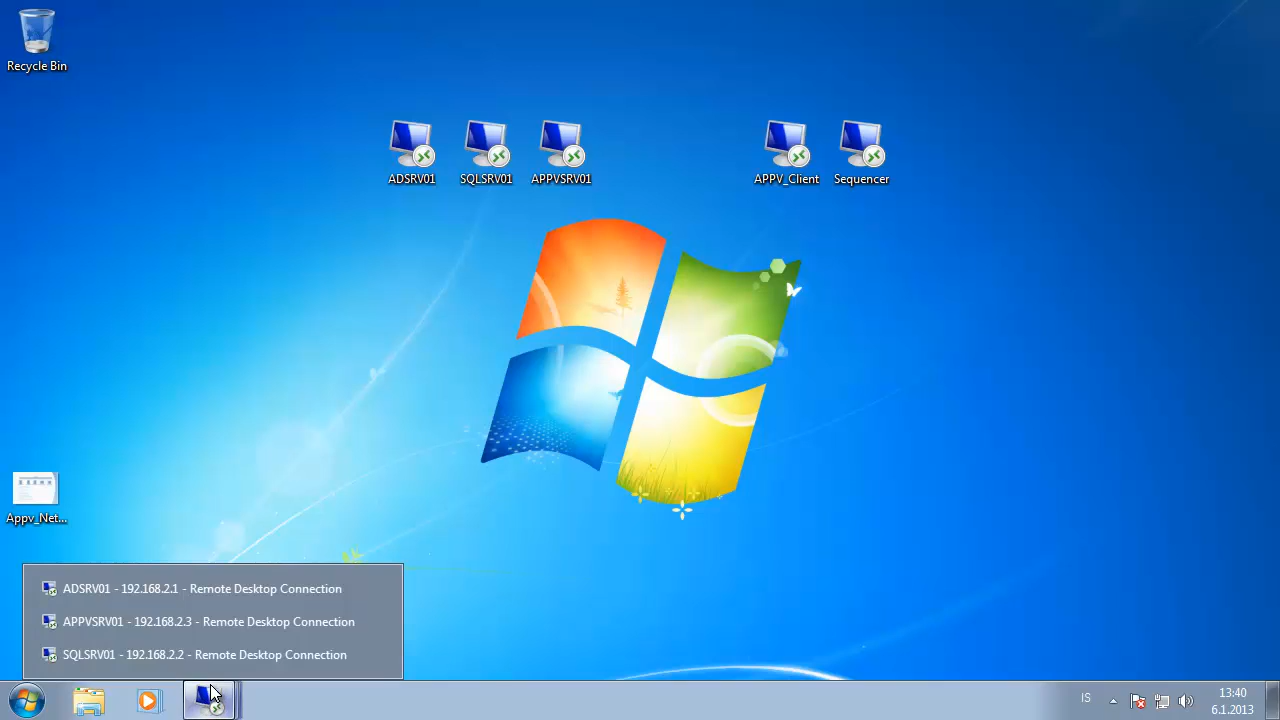 Recycle Bin
ADSRV01
SQLSRV01
APPVSRV01
APPV_Client
Sequencer
Appv_Net...
ADSRV01 - 192.168.2.1 - Remote Desktop Connection
APPVSRV01 - 192.168.2.3 - Remote Desktop Connection
SQLSRV01 - 192.168.2.2 - Remote Desktop Connection
IS
13:40
6.1.2013